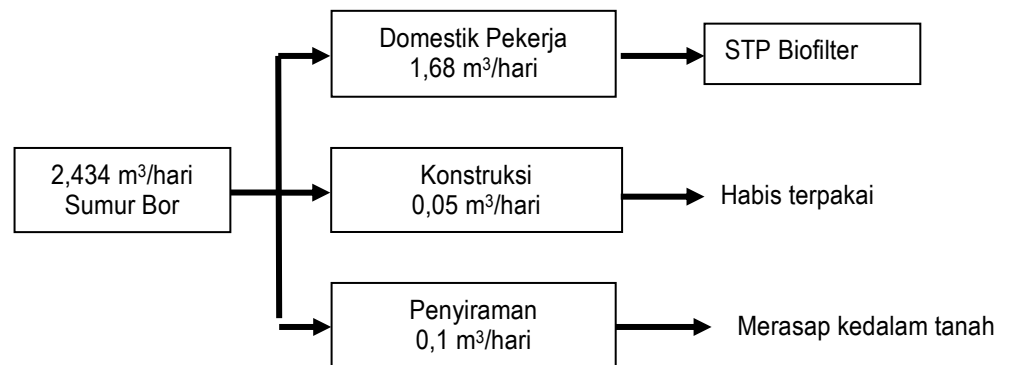 Domestik Pekerja
1,68 m³/hari
STP Biofilter
2,434 m³/hari
Sumur Bor
Konstruksi
0,05 m³/hari
Habis terpakai
Penyiraman
0,1 m³/hari
Merasap kedalam tanah